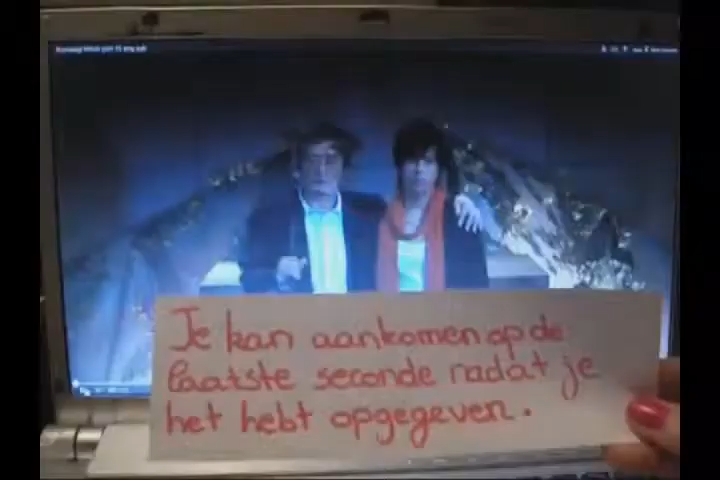 Je kan aankomen op de
laatste seconde nadat je
het hebt opgegeven.